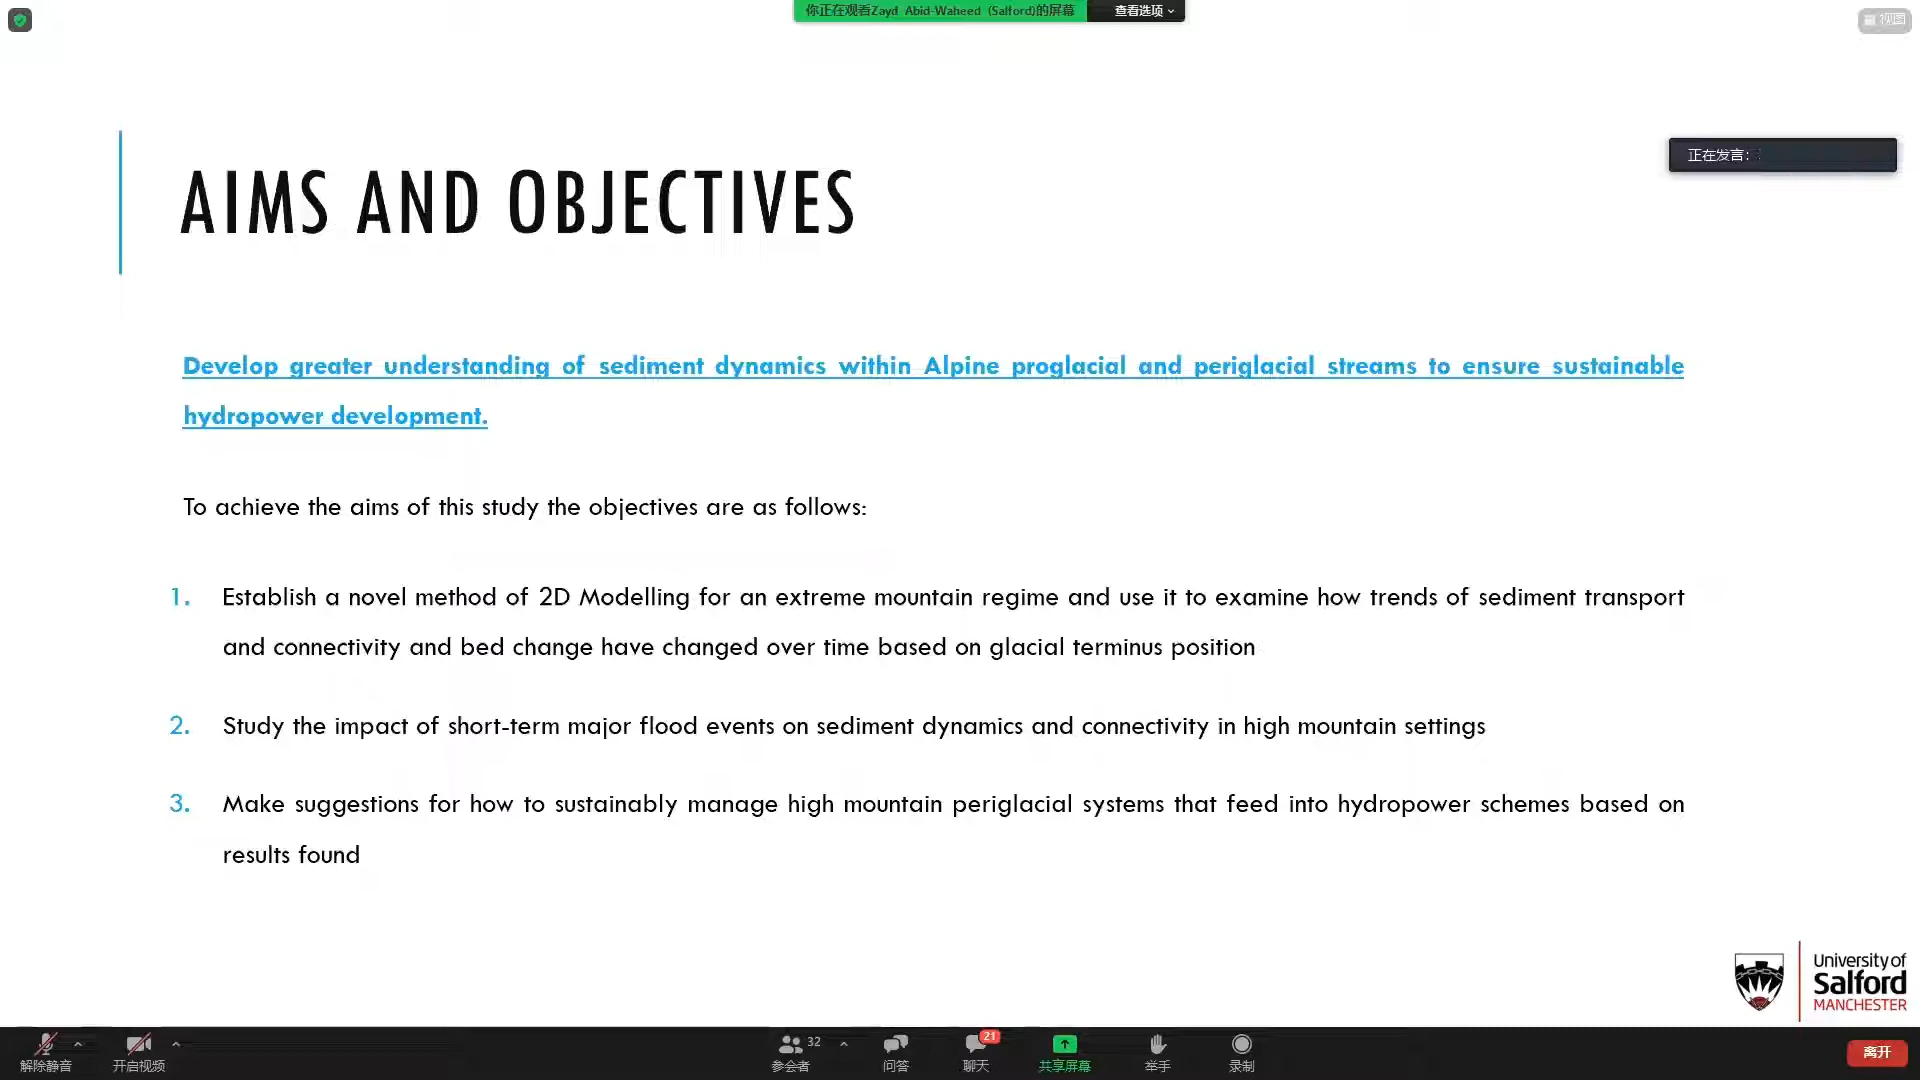 你正在观看Zayd Abid-Waheed (Salford)的屏幕 查看选项
视图
正在发言:
AIMS AND OBJECTIVES
Develop greater understanding of sediment dynamics within Alpine proglacial and periglacial streams to ensure sustainable
hydropower development.
To achieve the aims of this study the objectives are as follows:
1. Establish a novel method of 2D Modelling for an extreme mountain regime and use it to examine how trends of sediment transport
and connectivity and bed change have changed over time based on glacial terminus position
2. Study the impact of short-term major flood events on sediment dynamics and connectivity in high mountain settings
3. Make suggestions for how to sustainably manage high mountain periglacial systems that feed into hydropower schemes based on
results found
University of
Salford
MANCHESTER
32 21
解除静音 开启视频 参会者 问答 聊天 共享屏幕 举手 录制 离开